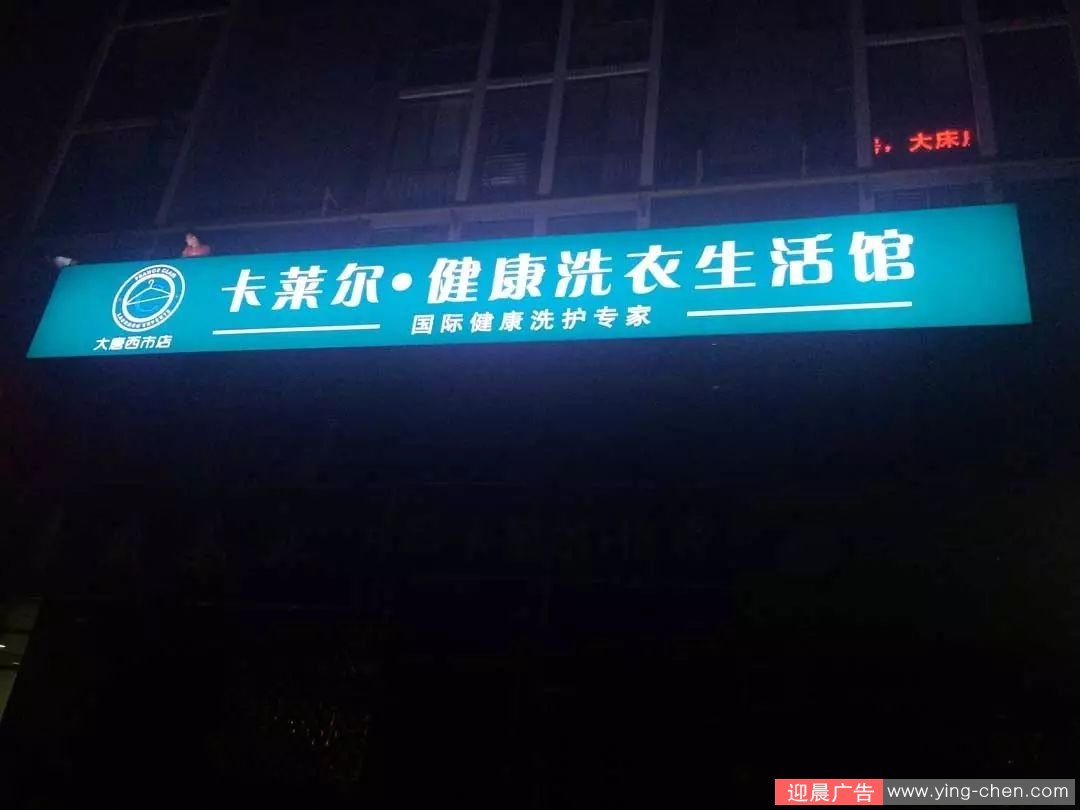 ，大床
卡莱尔•健康洗衣生活馆
国际健康洗护专家
大唐西市店
迎晨广告 www.ying-chen.com